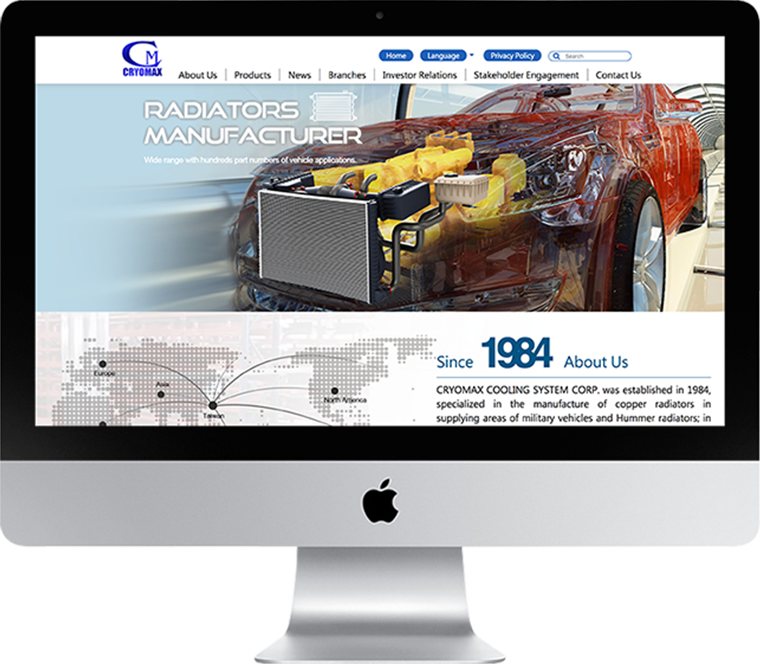 CM
CRYOMAX
Home
Language
Privacy Policy
Search
About Us
Products
News
Branches
Investor Relations
Stakeholder Engagement
Contact Us
RADIATORS
MANUFACTURER
Wide range with hundreds part numbers of vehicle applications.
Europe
Asia
Taiwan
North America
Since 1984 About Us
CRYOMAX COOLING SYSTEM CORP. was established in 1984,
specialized in the manufacture of copper radiators in
supplying areas of military vehicles and Hummer radiators; in